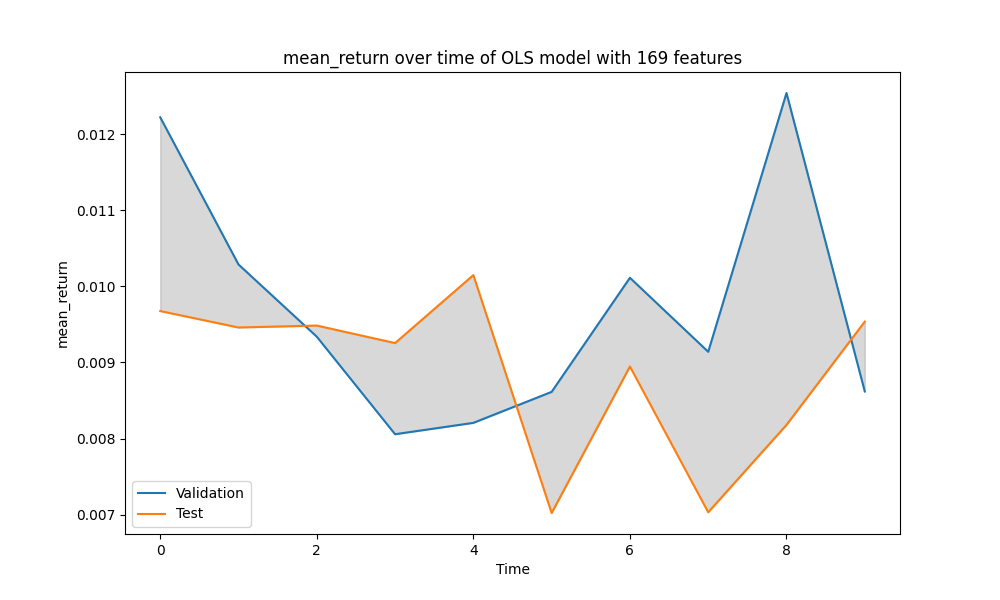 mean_return over time of OLS model with 169 features
mean_return
0.012
0.011
0.010
0.009
0.008
0.007
Validation
Test
0 2 4 6 8
Time